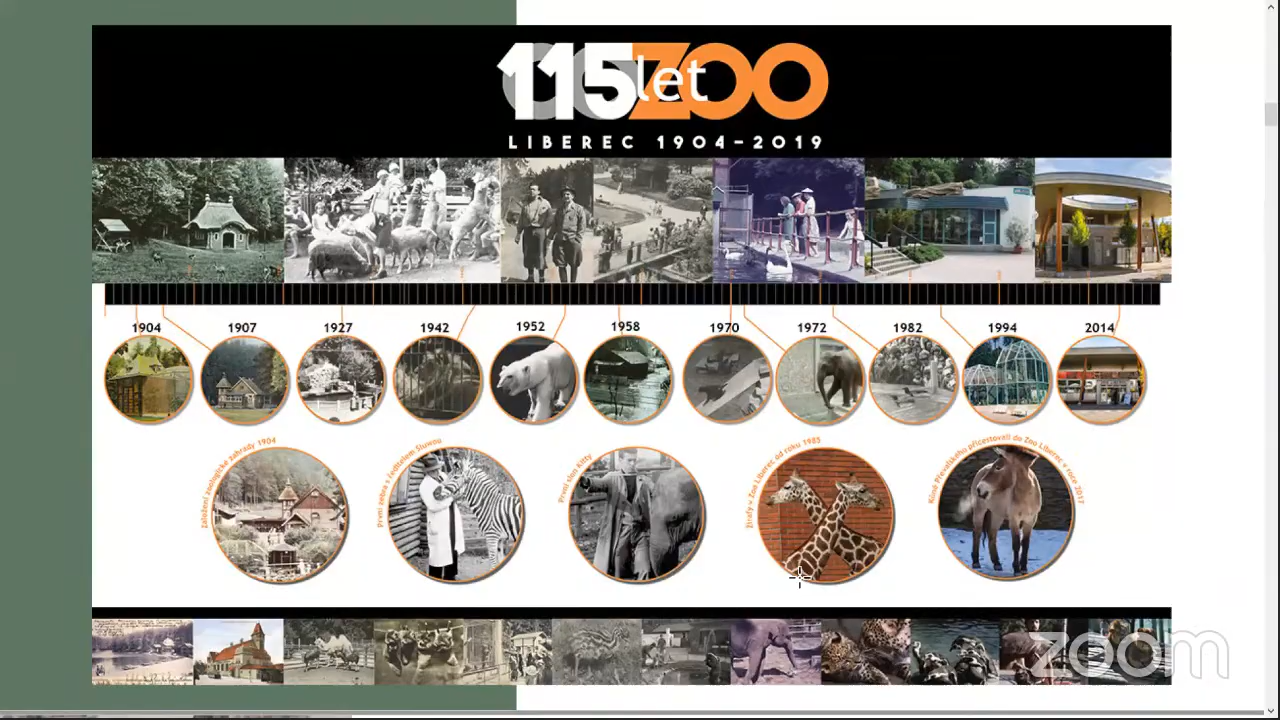 115 let ZOO
LIBEREC 1904-2019
1904
1907
1927
1942
1952
1958
1970
1972
1982
1994
2014
Založení zoologické zahrady 1904
První zebra s ředitelem Sluwou
První slon Kitty
Žirafy v Zoo Liberec od roku 1985
Koně Převalského přicestovali do Zoo Liberec v roce 2017
zoom